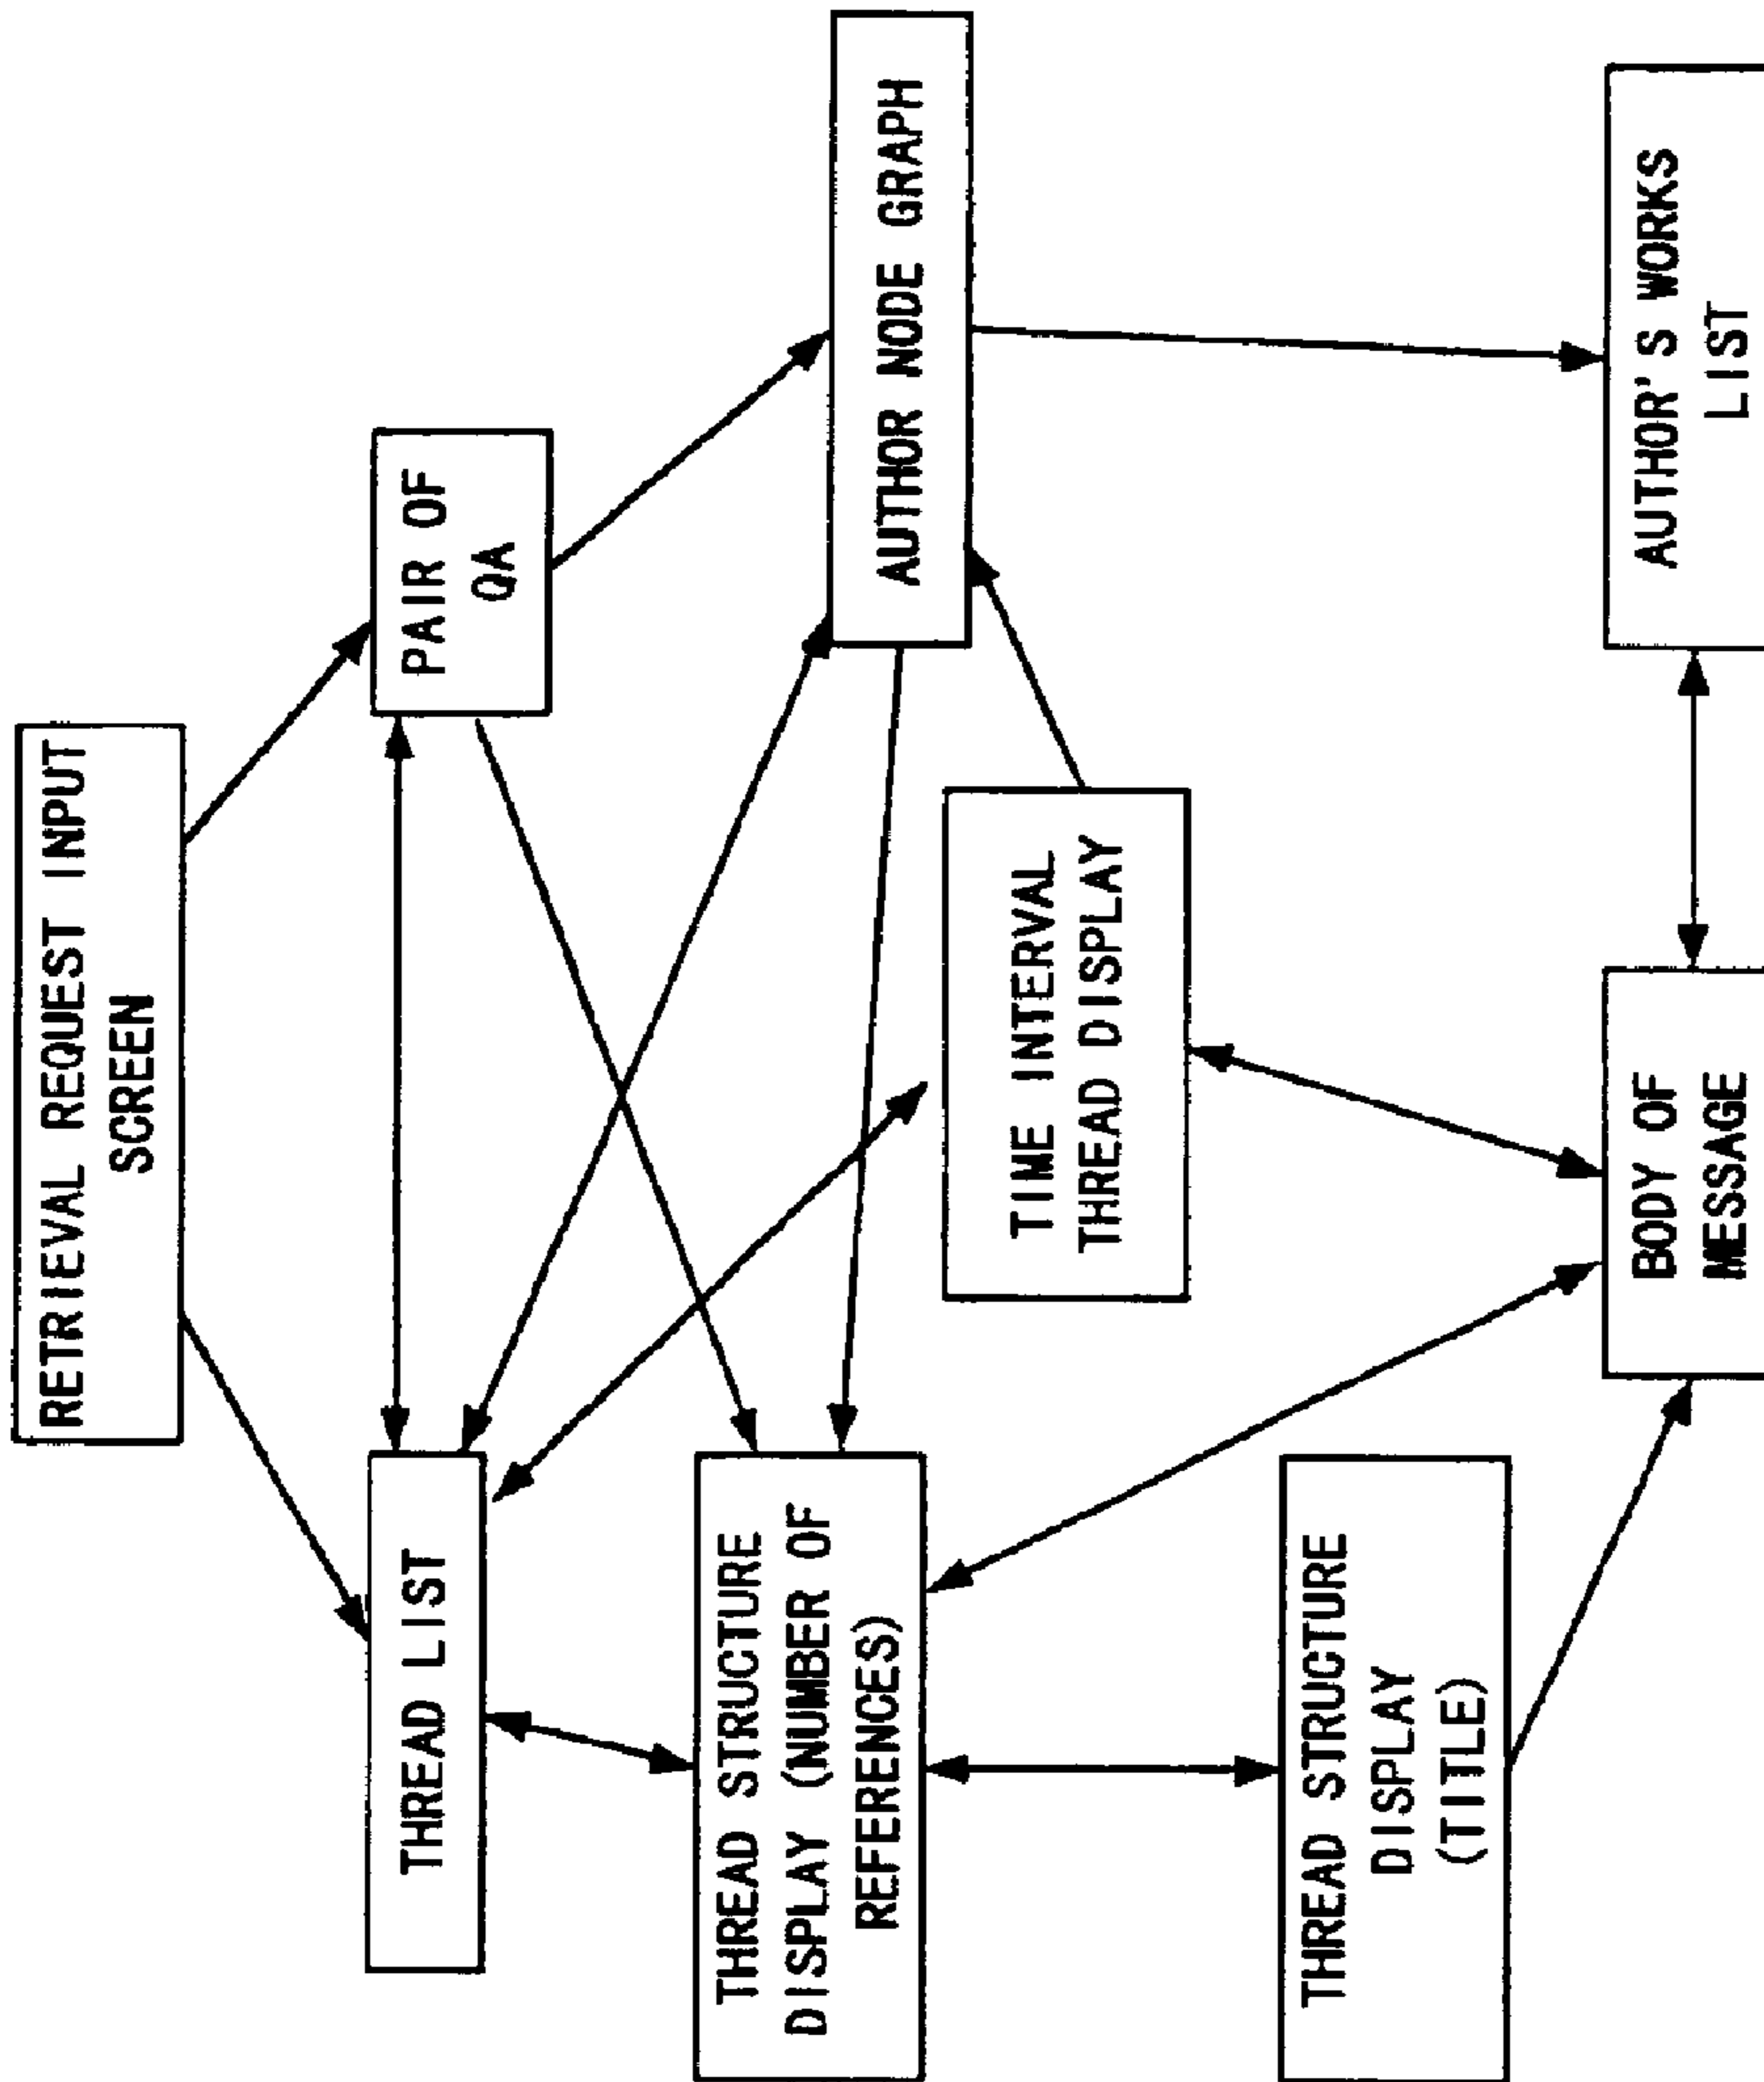 RETRIEVAL REQUEST INPUT
SCREEN
THREAD LIST
PAIR OF
QA
THREAD STRUCTURE
DISPLAY (NUMBER OF
REFERENCES)
AUTHOR NODE GRAPH
TIME INTERVAL
THREAD DISPLAY
THREAD STRUCTURE
DISPLAY
(TITLE)
BODY OF
MESSAGE
AUTHOR'S WORKS
LIST